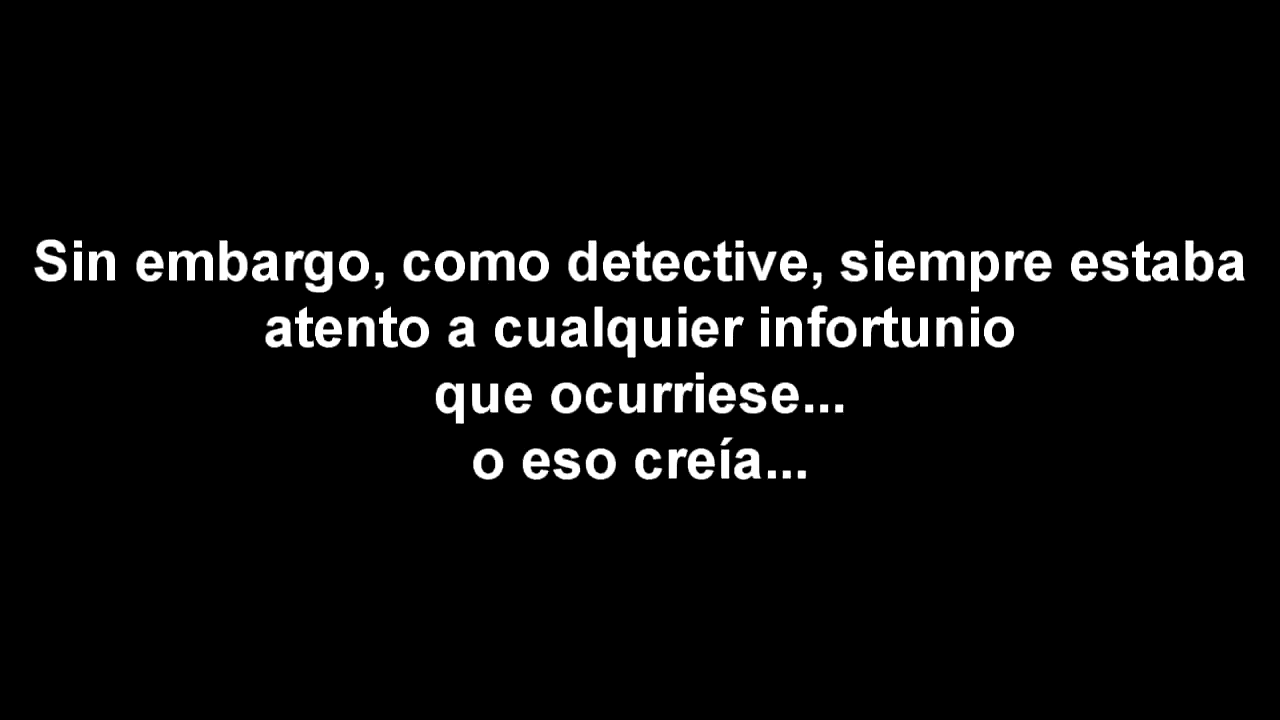 Sin embargo, como detective, siempre estaba
atento a cualquier infortunio
que ocurriese...
o eso creía...